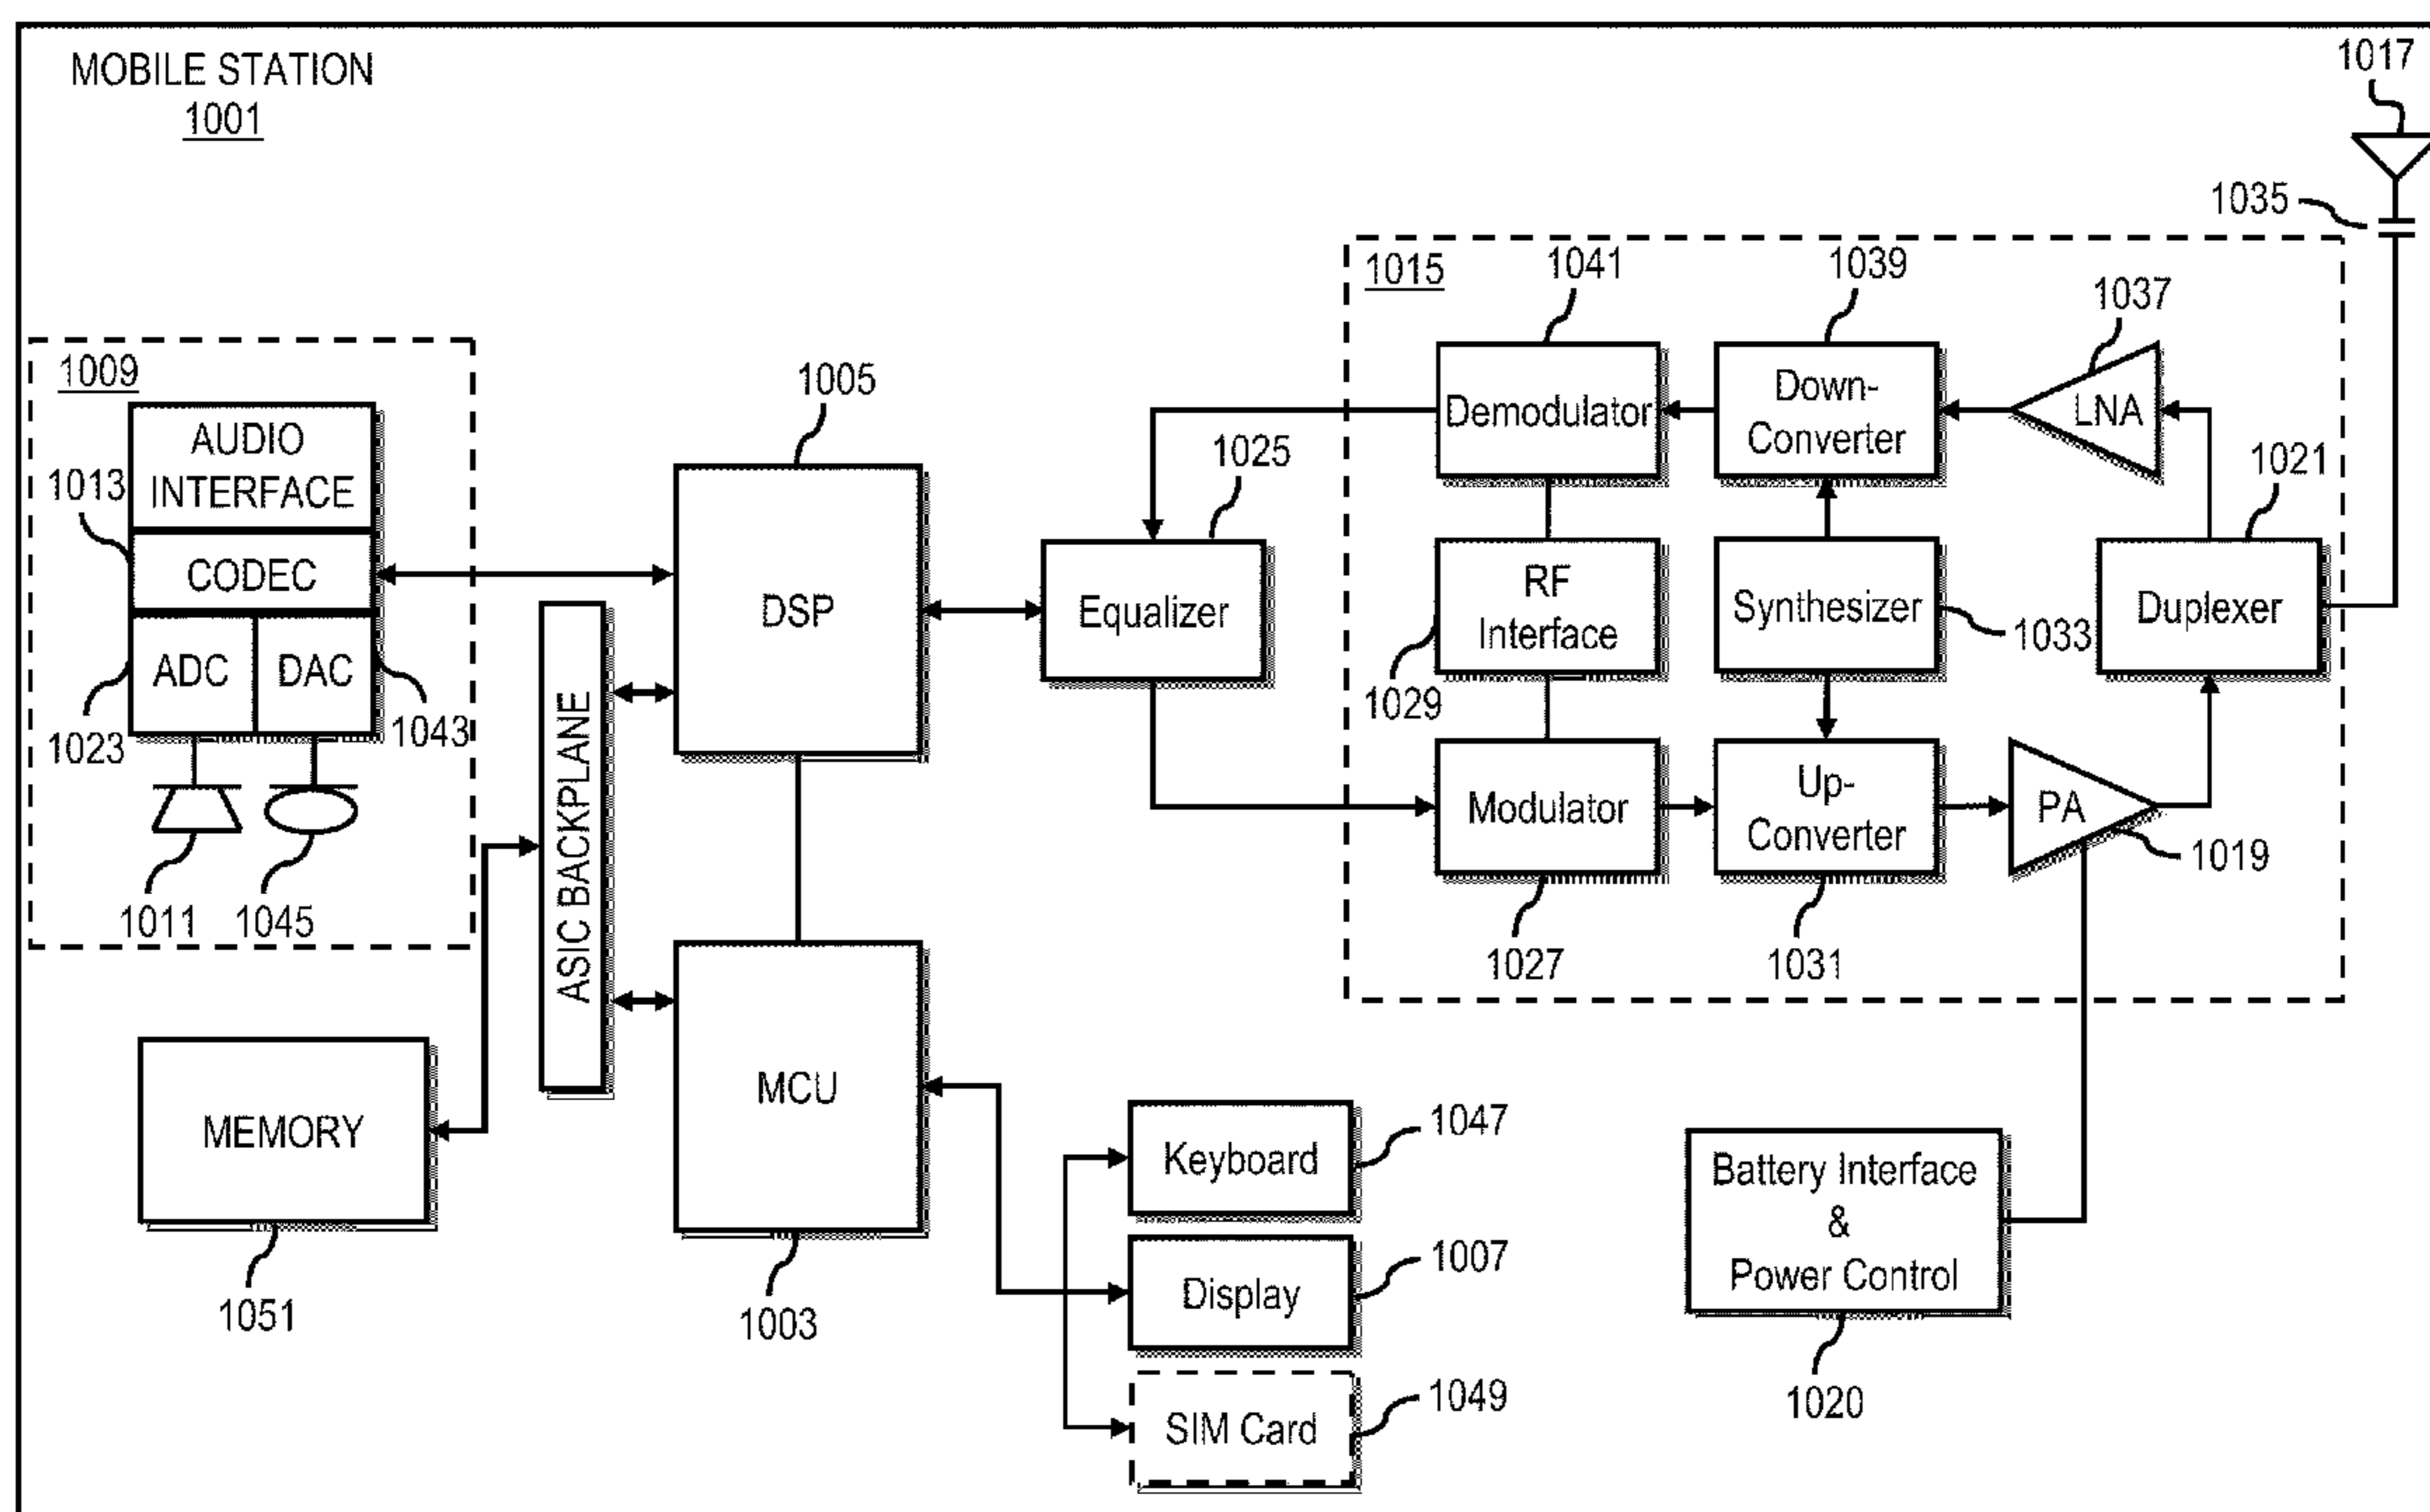 MOBILE STATION
1001
1017
1035
1015
1041
1039
1037
Demodulator
Down-
Converter
LNA
1021
RF
Interface
1029
Synthesizer
1033
Duplexer
Modulator
1027
Up-
Converter
1031
PA
1019
1009
AUDIO
INTERFACE
1013
CODEC
ADC
DAC
1023
1043
1011
1045
1005
DSP
1025
Equalizer
ASIC BACKPLANE
MEMORY
1051
MCU
1003
Keyboard
1047
Display
1007
SIM Card
1049
Battery Interface
&
Power Control
1020